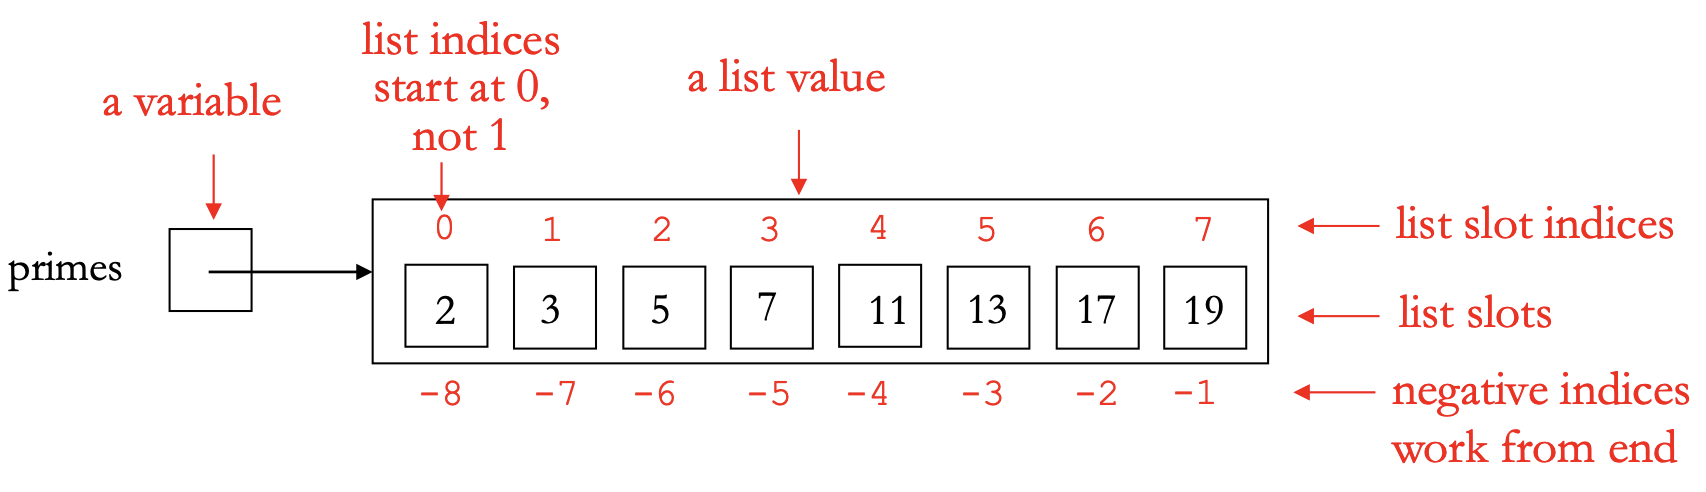 list indices
start at 0,
not 1
a variable
a list value
0 1 2 3 4 5 6 7
list slot indices
primes
2 3 5 7 11 13 17 19
list slots
-8 -7 -6 -5 -4 -3 -2 -1
negative indices
work from end